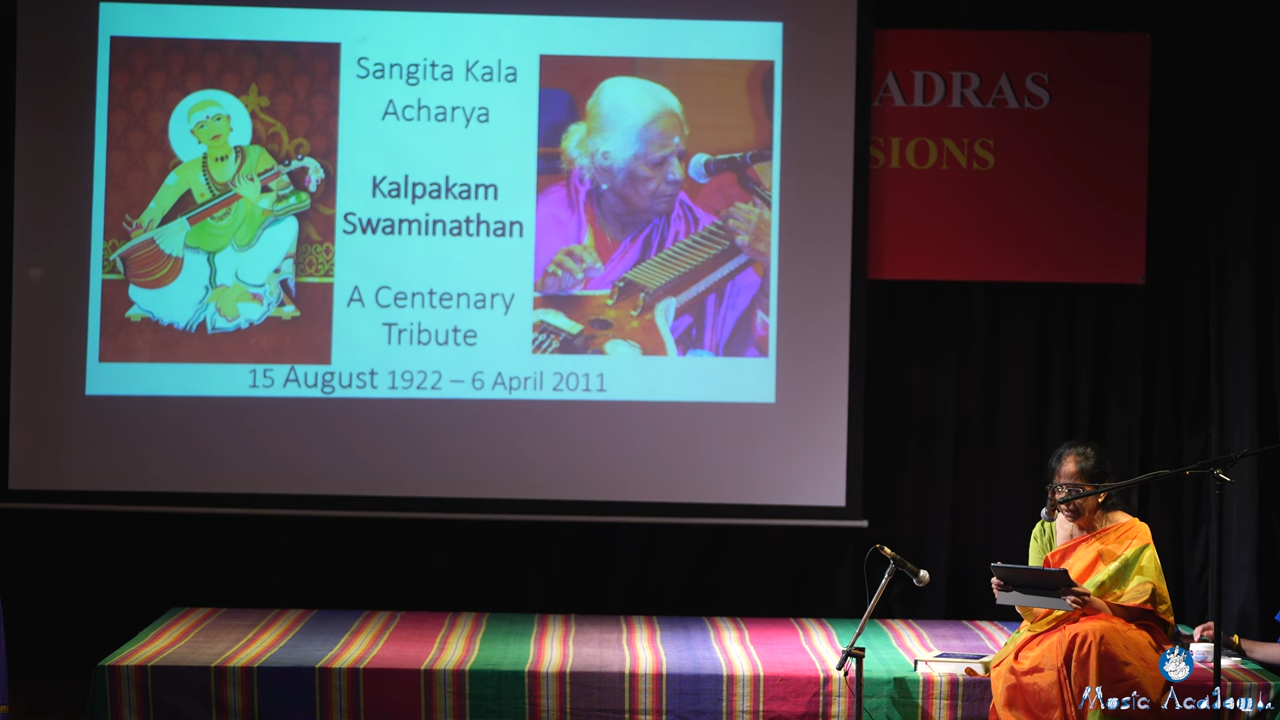 Sangita Kala
Acharya
Kalpakam
Swaminathan
A Centenary
Tribute
15 August 1922 – 6 April 2011
ADRAS
SIONS
Music Academy